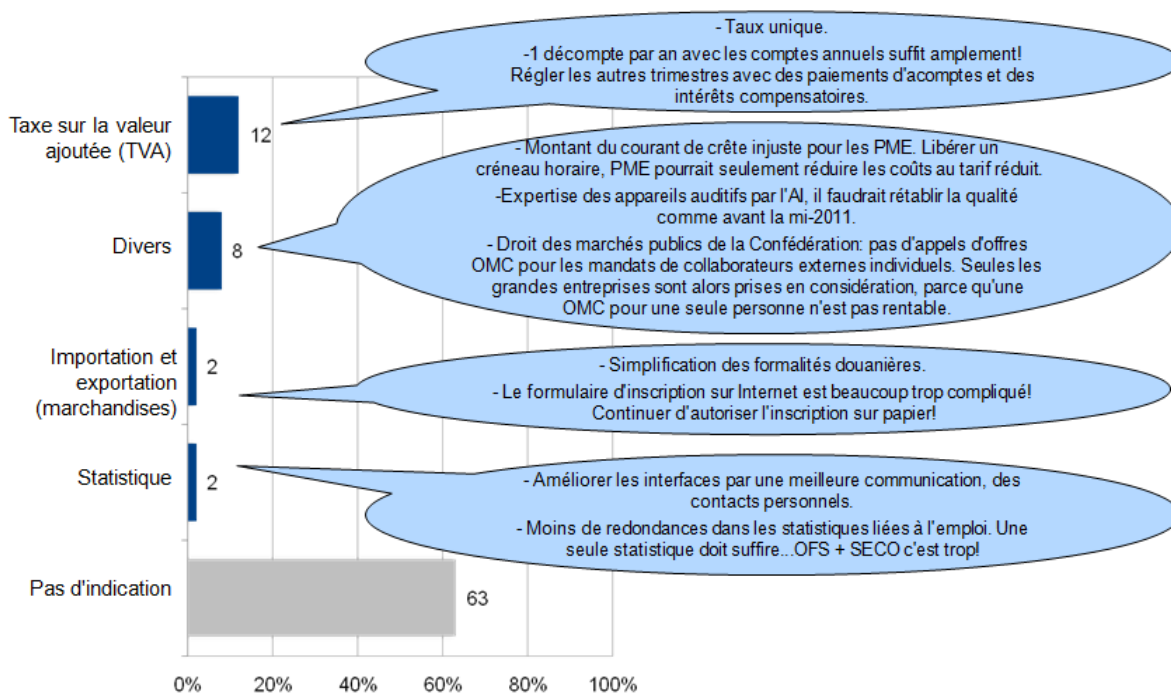 - Taux unique.
-1 décompte par an avec les comptes annuels suffit amplement!
Régler les autres trimestres avec des paiements d'acomptes et des
intérêts compensatoires.
Taxe sur la valeur
ajoutée (TVA)
12
- Montant du courant de crête injuste pour les PME. Libérer un
créneau horaire, PME pourrait seulement réduire les coûts au tarif réduit.
-Expertise des appareils auditifs par l'AI, il faudrait rétablir la qualité
comme avant la mi-2011.
- Droit des marchés publics de la Confédération: pas d'appels d'offres
OMC pour les mandats de collaborateurs externes individuels. Seules les
grandes entreprises sont alors prises en considération, parce qu'une
OMC pour une seule personne n'est pas rentable.
Divers
8
Importation et
exportation
(marchandises)
2
- Simplification des formalités douanières.
- Le formulaire d'inscription sur Internet est beaucoup trop compliqué!
Continuer d'autoriser l'inscription sur papier!
Statistique
2
- Améliorer les interfaces par une meilleure communication, des
contacts personnels.
- Moins de redondances dans les statistiques liées à l'emploi. Une
seule statistique doit suffire...OFS + SECO c'est trop!
Pas d'indication
63
0% 20% 40% 60% 80% 100%